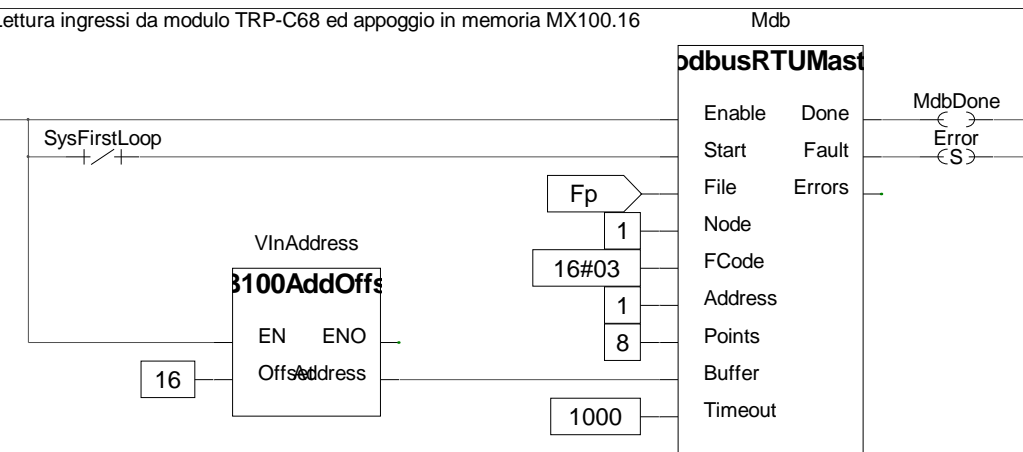 Lettura ingressi da modulo TRP-C68 ed appoggio in memoria MX100.16
Mdb
odbusRTUMast
Enable Done
MdbDone
SysFirstLoop
Start Fault
Error
S
Fp
File Errors
1
Node
VInAddress
16#03
FCode
100AddOffs
1
Address
EN ENO
8
Points
16
Offset Address
Buffer
1000
Timeout